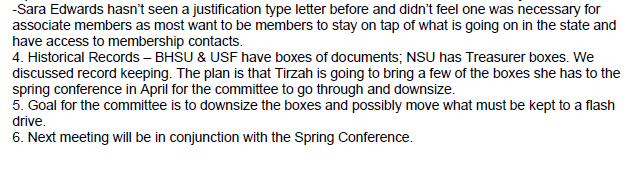 -Sara Edwards hasn't seen a justification type letter before and didn't feel one was necessary for
associate members as most want to be members to stay on tap of what is going on in the state and
have access to membership contacts.
4. Historical Records – BHSU & USF have boxes of documents; NSU has Treasurer boxes. We
discussed record keeping. The plan is that Tirzah is going to bring a few of the boxes she has to the
spring conference in April for the committee to go through and downsize.
5. Goal for the committee is to downsize the boxes and possibly move what must be kept to a flash
drive.
6. Next meeting will be in conjunction with the Spring Conference.